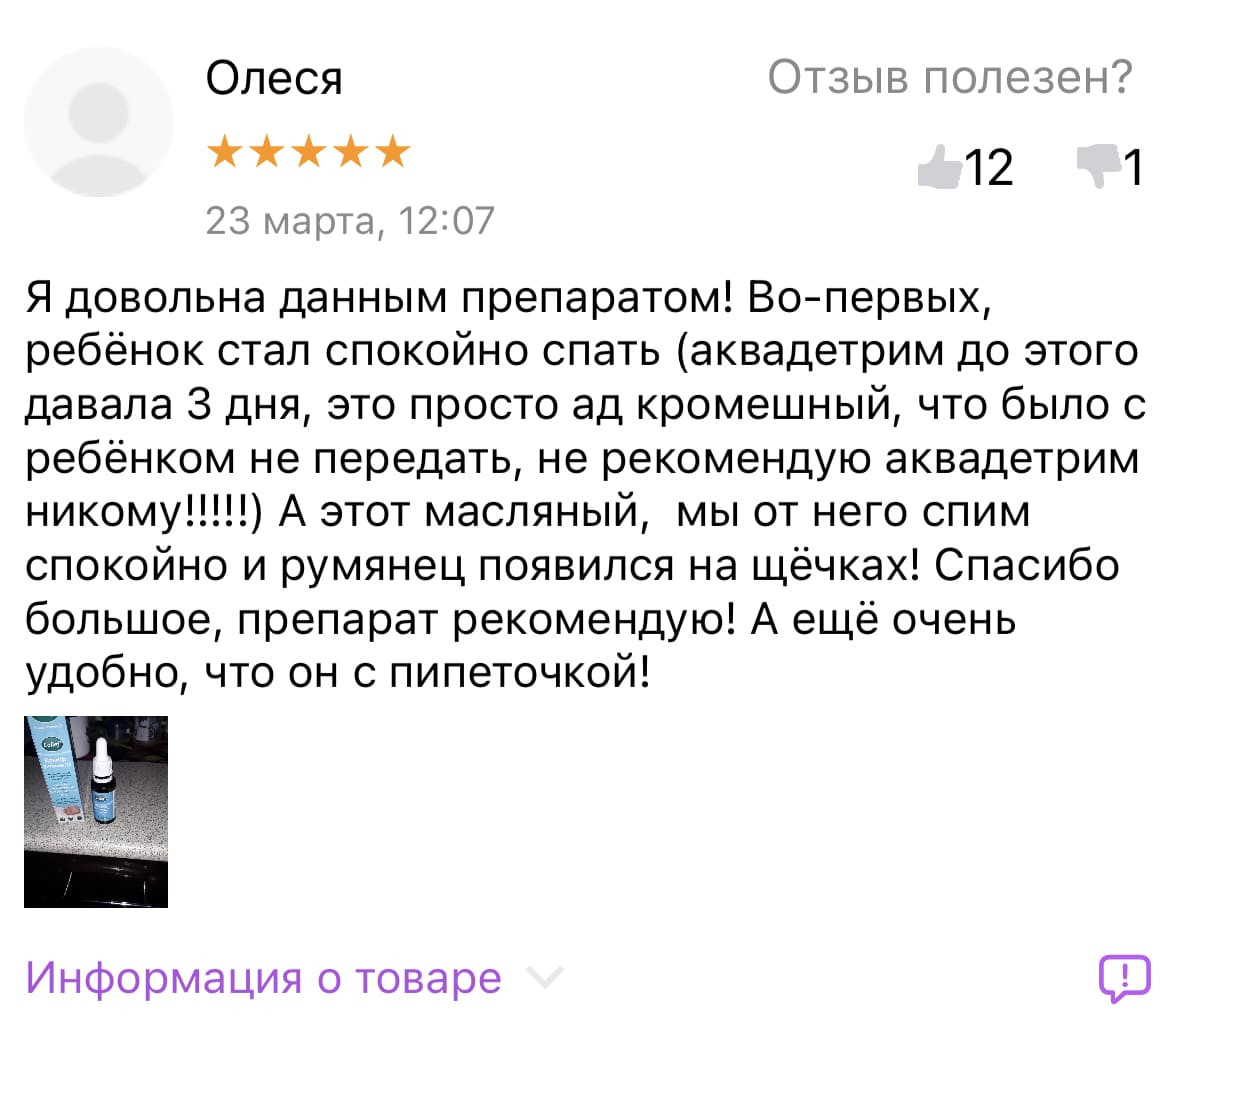 Олеся
Отзыв полезен?
12 1
23 марта, 12:07
Я довольна данным препаратом! Во-первых,
ребёнок стал спокойно спать (аквадетрим до этого
давала 3 дня, это просто ад кромешный, что было с
ребёнком не передать, не рекомендую аквадетрим
никому!!!!!) А этот масляный,  мы от него спим
спокойно и румянец появился на щёчках! Спасибо
большое, препарат рекомендую! А ещё очень
удобно, что он с пипеточкой!
Информация о товаре